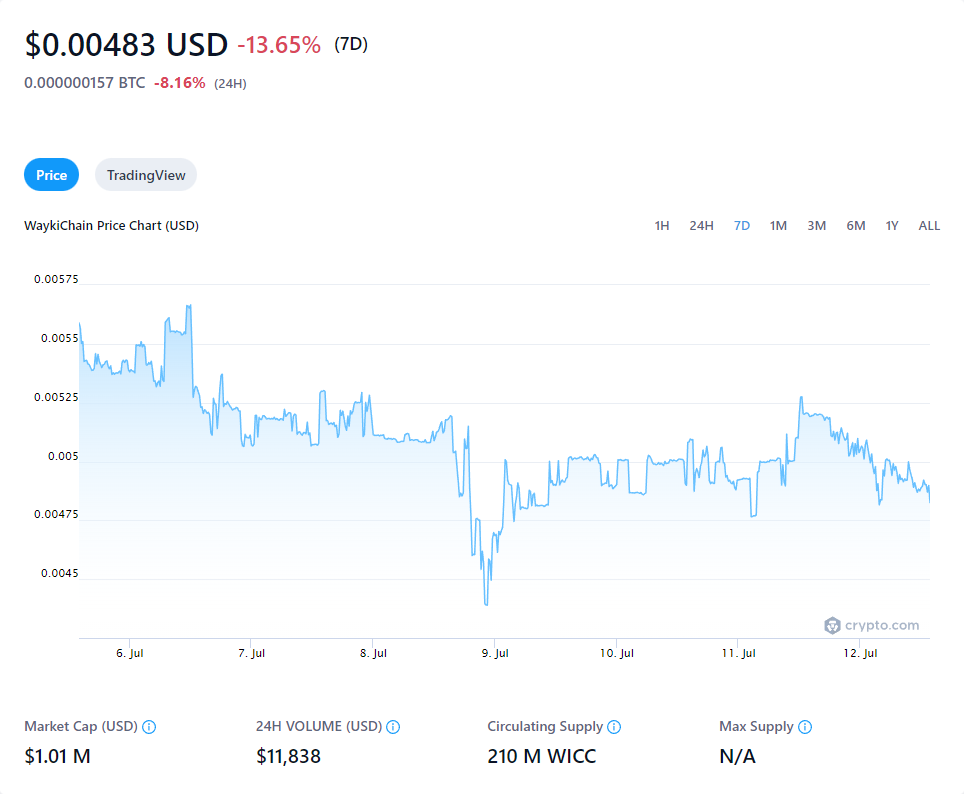 $0.00483 USD -13.65% (7D)
0.000000157 BTC -8.16% (24H)
Price TradingView
WaykiChain Price Chart (USD) 1H 24H 7D 1M 3M 6M 1Y ALL
0.00575
0.0055
0.00525
0.005
0.00475
0.0045
crypto.com
6. Jul 7. Jul 8. Jul 9. Jul 10. Jul 11. Jul 12. Jul
Market Cap (USD) 24H VOLUME (USD) Circulating Supply Max Supply
$1.01 M $11,838 210 M WICC N/A